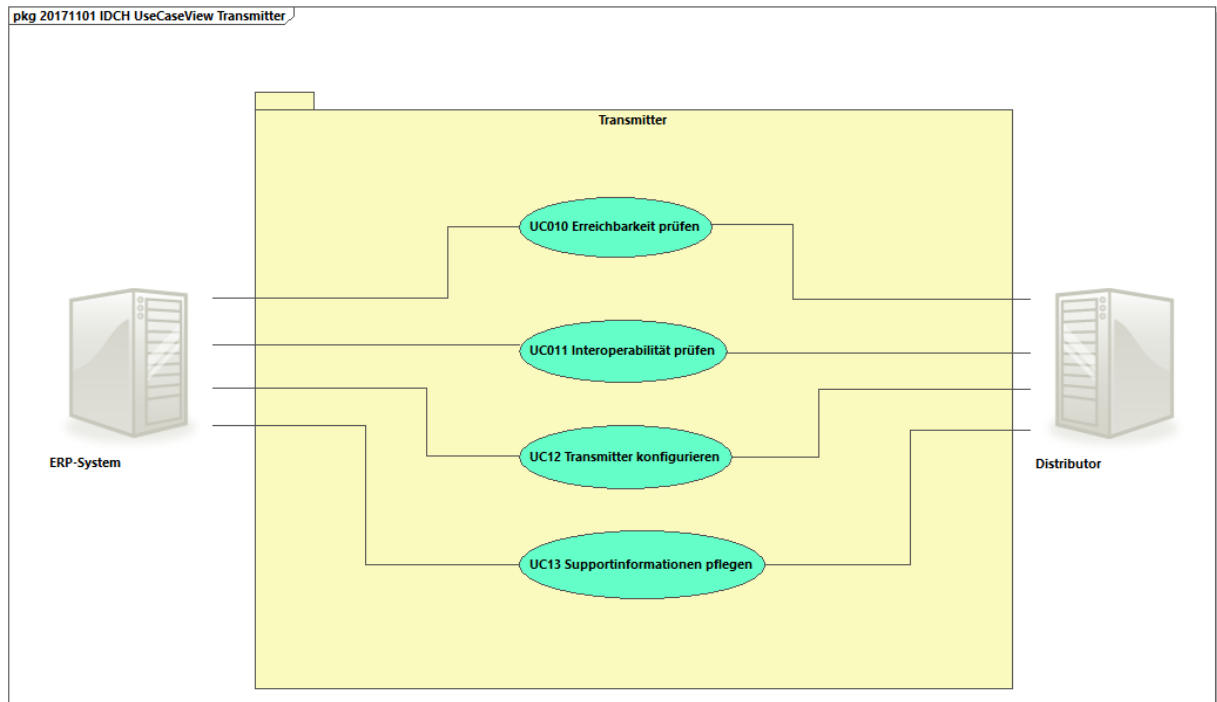 pkg 20171101 IDCH UseCaseView Transmitter
Transmitter
UC010 Erreichbarkeit prüfen
UC011 Interoperabilität prüfen
UC12 Transmitter konfigurieren
ERP-System
Distributor
UC13 Supportinformationen pflegen